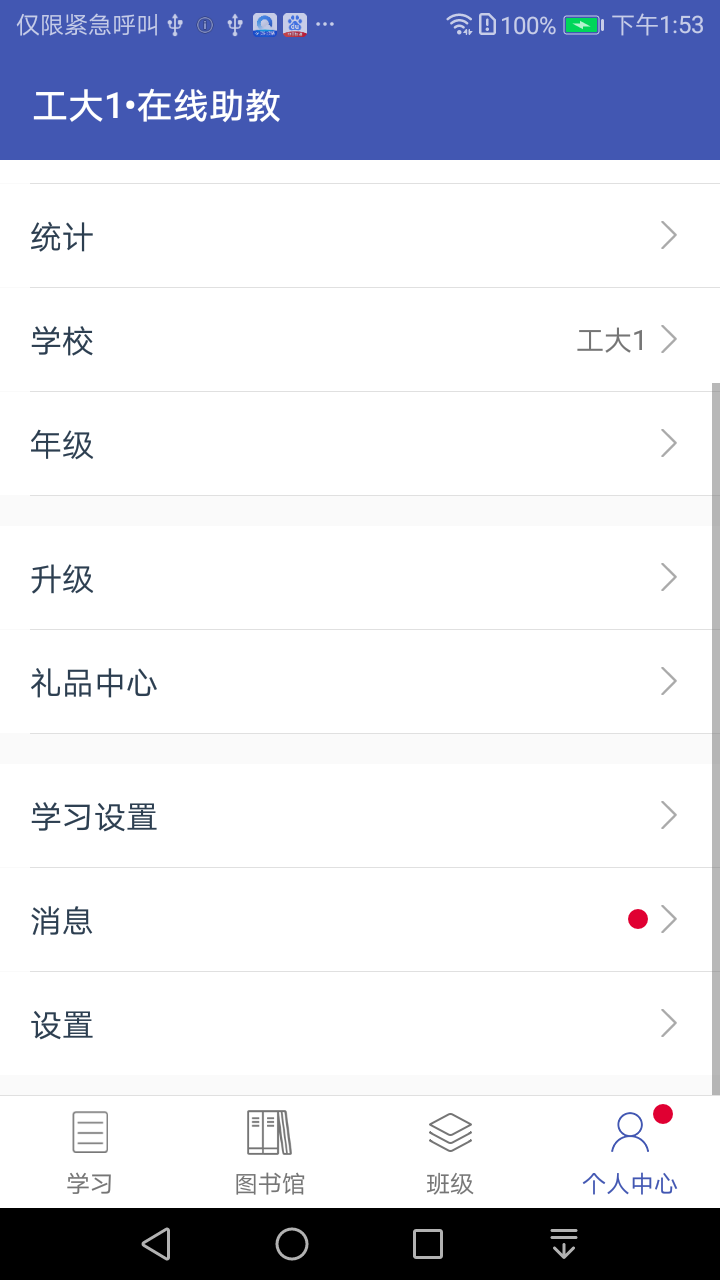 仅限紧急呼叫 100% 下午1:53
工大1•在线助教
统计
学校 工大1
年级
升级
礼品中心
学习设置
消息
设置
学习 图书馆 班级 个人中心